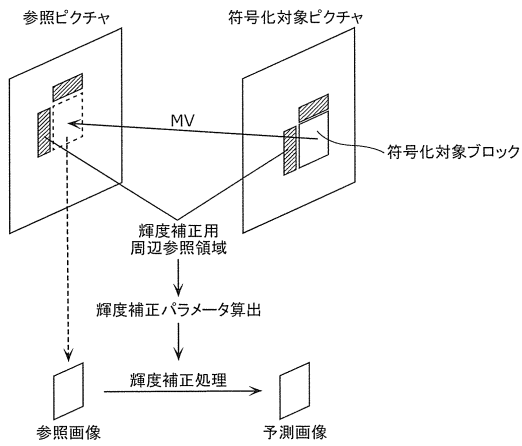 参照ピクチャ
符号化対象ピクチャ
MV
符号化対象ブロック
輝度補正用
周辺参照領域
輝度補正パラメータ算出
輝度補正処理
参照画像
予測画像